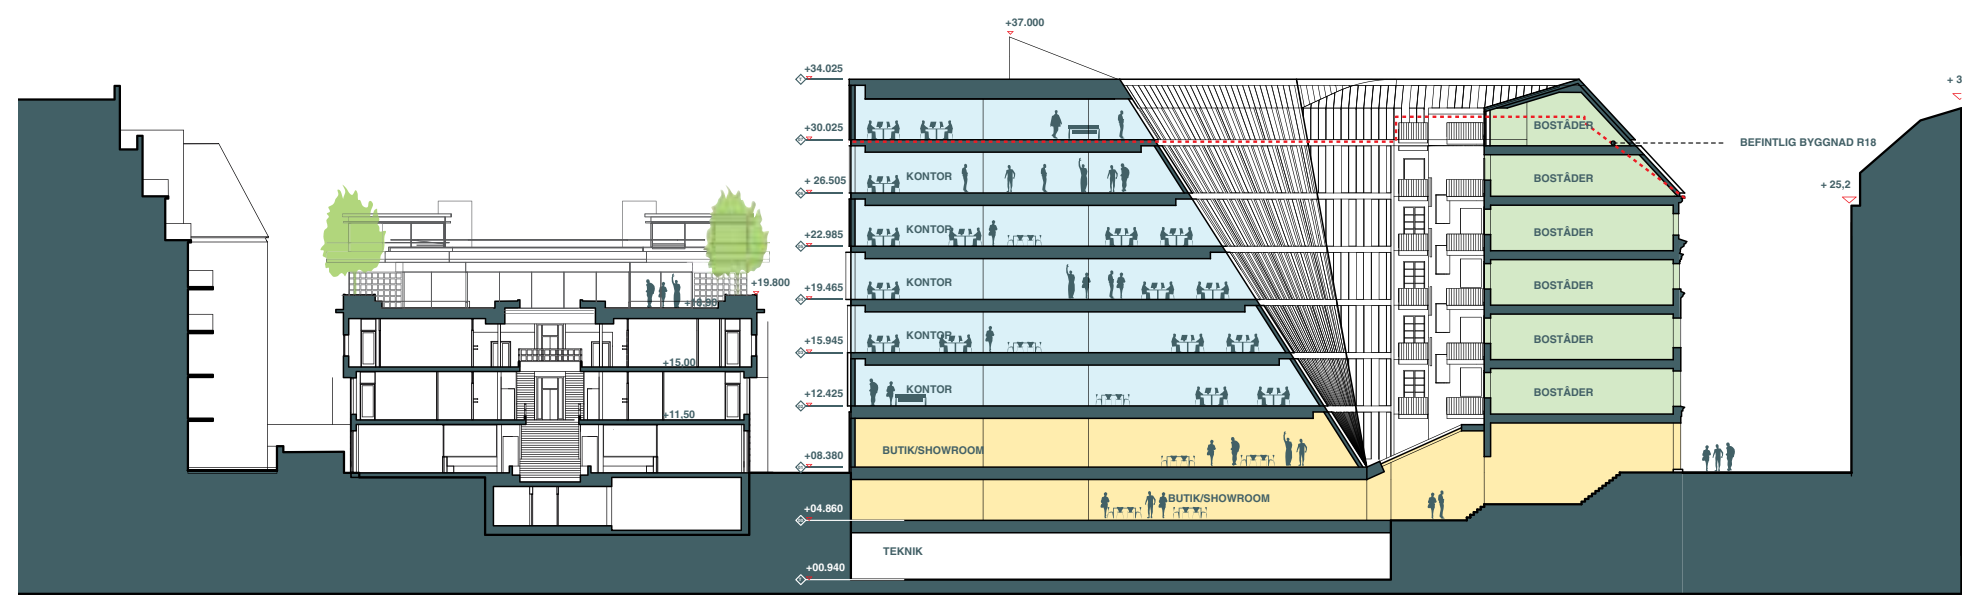 +37.000
+34.025
+ 3
+30.025
BOSTÄDER
BEFINTLIG BYGGNAD R18
KONTOR
BOSTÄDER
+ 26.505
+ 25,2
KONTOR
BOSTÄDER
+22.985
+19.800
KONTOR
BOSTÄDER
+19.465
KONTOR
BOSTÄDER
+15.945
+15.00
KONTOR
BOSTÄDER
+12.425
+11.50
BUTIK/SHOWROOM
+08.380
BUTIK/SHOWROOM
+04.860
TEKNIK
+00.940